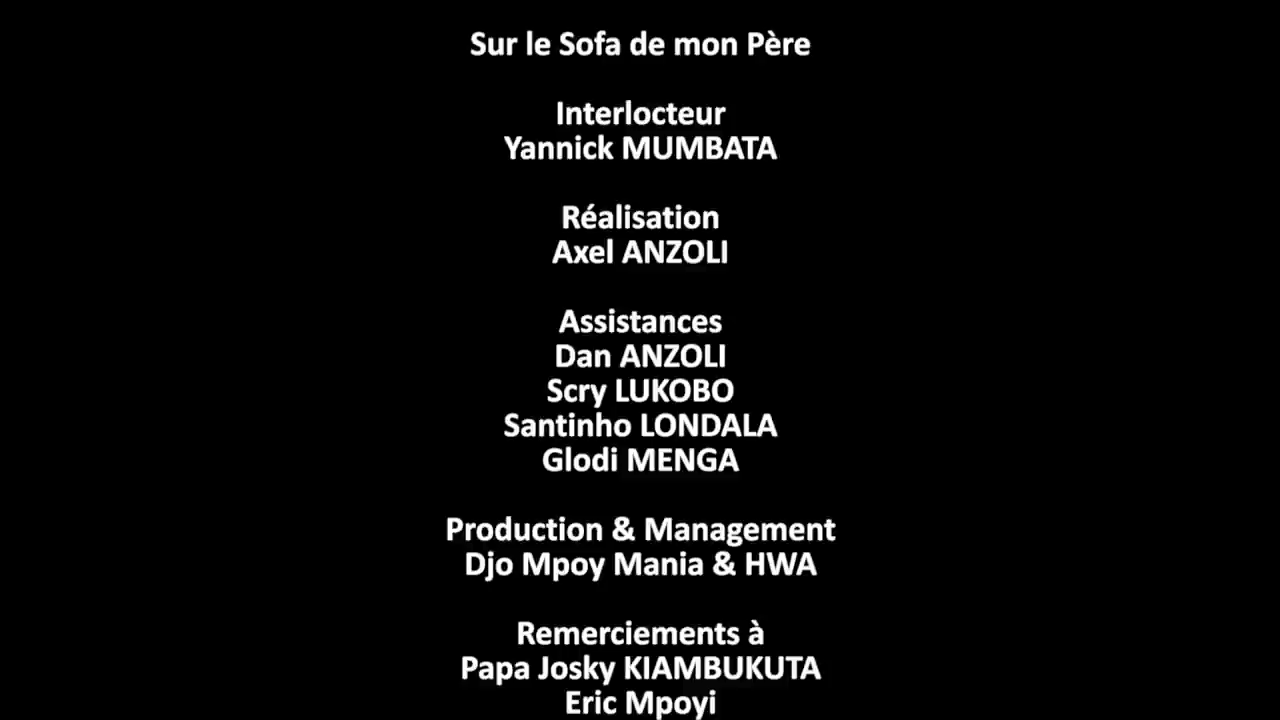 Sur le Sofa de mon Père
Interlocteur
Yannick MUMBATA
Réalisation
Axel ANZOLI
Assistances
Dan ANZOLI
Scry LUKOBO
Santinho LONDALA
Glodi MENGA
Production & Management
Djo Mpoy Mania & HWA
Remerciements à
Papa Josky KIAMBUKUTA
Eric Mpoyi